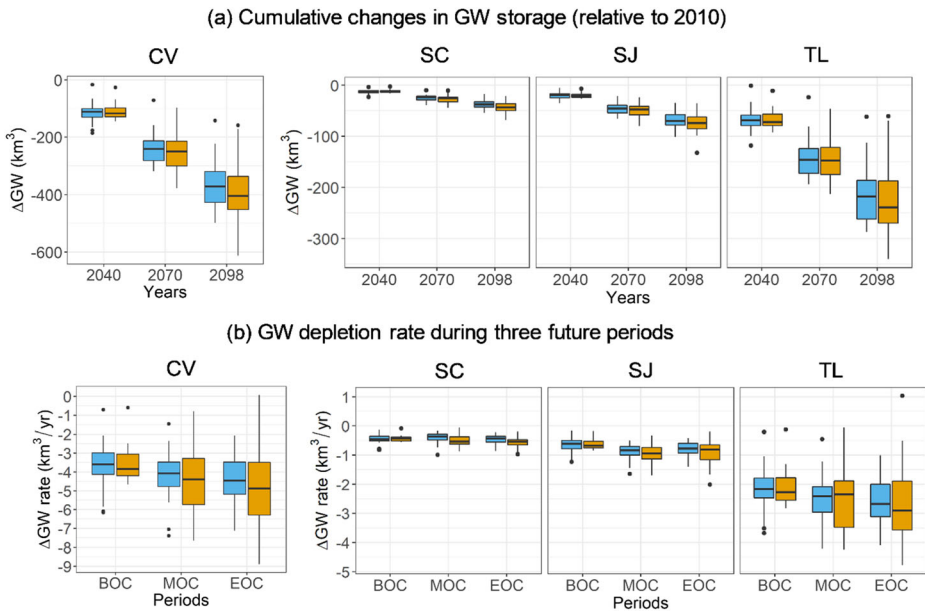 (a) Cumulative changes in GW storage (relative to 2010)
CV
SC
SJ
TL
ΔGW (km³)
0
-200
-400
-600
2040
2070
2098
Years
ΔGW (km³)
0
-100
-200
-300
2040
2070
2098
2040
2070
2098
2040
2070
2098
Years
(b) GW depletion rate during three future periods
CV
SC
SJ
TL
ΔGW rate (km³/yr)
0
-1
-2
-3
-4
-5
-6
-7
-8
-9
BOC
MOC
EOC
Periods
ΔGW rate (km³/yr)
1
0
-1
-2
-3
-4
-5
BOC
MOC
EOC
BOC
MOC
EOC
BOC
MOC
EOC
Periods